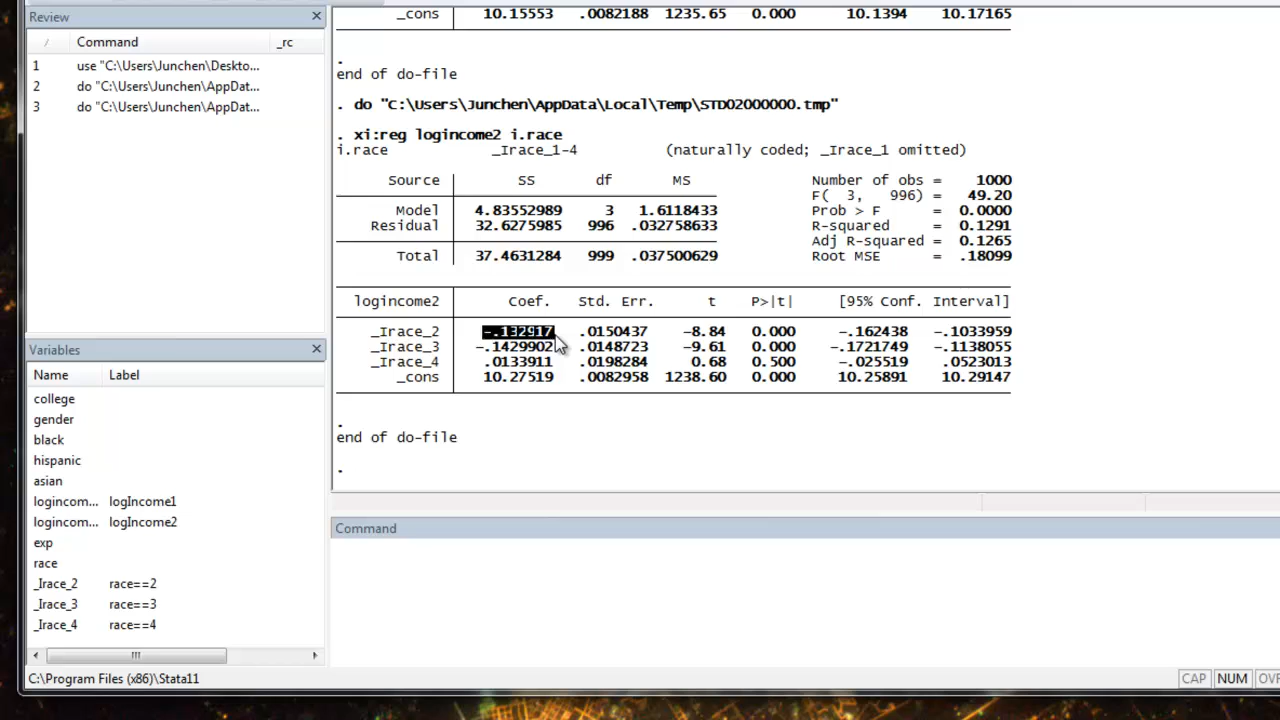 Review
/ Command _rc
1 use "C:\Users\Junchen\Deskto...
2 do "C:\Users\Junchen\AppDat...
3 do "C:\Users\Junchen\AppDat...
Variables
Name Label
college
gender
black
hispanic
asian
logincom... logIncome1
logincom... logIncome2
exp
race
_Irace_2 race==2
_Irace_3 race==3
_Irace_4 race==4
_cons 10.15553 .0082188 1235.65 0.000 10.1394 10.17165
.
end of do-file
. do "C:\Users\Junchen\AppData\Local\Temp\STD02000000.tmp"
. xi:reg logincome2 i.race
i.race _Irace_1-4 (naturally coded; _Irace_1 omitted)
Source SS df MS Number of obs = 1000
F( 3, 996) = 49.20
Model 4.83552989 3 1.6118433 Prob > F = 0.0000
Residual 32.6275985 996 .032758633 R-squared = 0.1291
Adj R-squared = 0.1265
Total 37.4631284 999 .037500629 Root MSE = .18099
logincome2 Coef. Std. Err. t P>|t| [95% Conf. Interval]
_Irace_2 -.132917 .0150437 -8.84 0.000 -.162438 -.1033959
_Irace_3 -.1429902 .0148723 -9.61 0.000 -.1721749 -.1138055
_Irace_4 .0133911 .0198284 0.68 0.500 -.025519 .0523013
_cons 10.27519 .0082958 1238.60 0.000 10.25891 10.29147
.
end of do-file
.
Command
C:\Program Files (x86)\Stata11
CAP NUM OVR